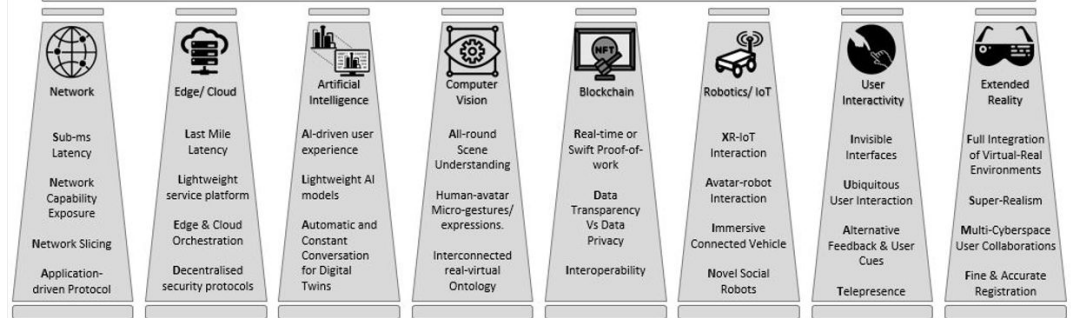 Network
Sub-ms
Latency
Network
Capability
Exposure
Network Slicing
Application-
driven Protocol
Edge/ Cloud
Last Mile
Latency
Lightweight
service platform
Edge & Cloud
Orchestration
Decentralised
security protocols
Artificial
Intelligence
AI-driven user
experience
Lightweight AI
models
Automatic and
Constant
Conversation
for Digital
Twins
Computer
Vision
All-round
Scene
Understanding
Human-avatar
Micro-gestures/
expressions.
Interconnected
real-virtual
Ontology
NFT
Blockchain
Real-time or
Swift Proof-of-
work
Data
Transparency
Vs Data
Privacy
Interoperability
Robotics/ IoT
XR-IoT
Interaction
Avatar-robot
Interaction
Immersive
Connected Vehicle
Novel Social
Robots
User
Interactivity
Invisible
Interfaces
Ubiquitous
User Interaction
Alternative
Feedback & User
Cues
Telepresence
Extended
Reality
Full Integration
of Virtual-Real
Environments
Super-Realism
Multi-Cyberspace
User Collaborations
Fine & Accurate
Registration